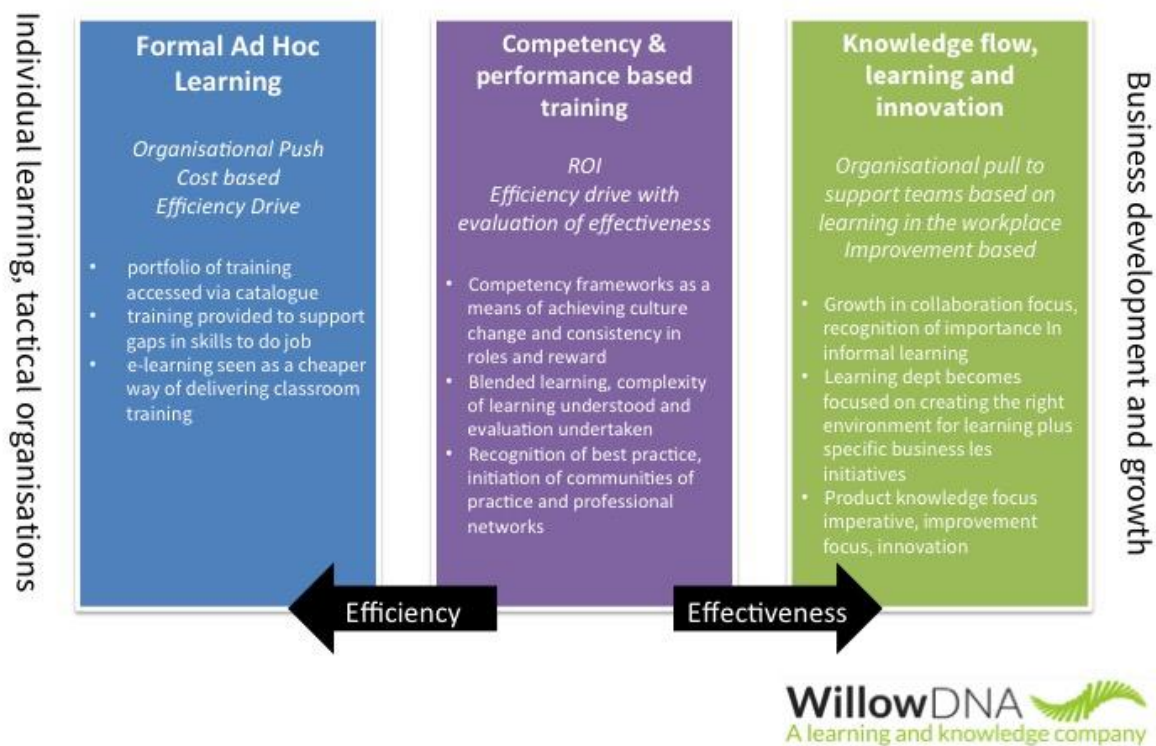 Individual learning, tactical organisations
Formal Ad Hoc
Learning
Organisational Push
Cost based
Efficiency Drive
• portfolio of training
accessed via catalogue
• training provided to support
gaps in skills to do job
• e-learning seen as a cheaper
way of delivering classroom
training
Competency &
performance based
training
ROI
Efficiency drive with
evaluation of effectiveness
• Competency frameworks as a
means of achieving culture
change and consistency in
roles and reward
• Blended learning, complexity
of learning understood and
evaluation undertaken
• Recognition of best practice,
initiation of communities of
practice and professional
networks
Knowledge flow,
learning and
innovation
Organisational pull to
support teams based on
learning in the workplace
Improvement based
• Growth in collaboration focus,
recognition of importance In
informal learning
• Learning dept becomes
focused on creating the right
environment for learning plus
specific business les
initiatives
• Product knowledge focus
imperative, improvement
focus, innovation
Business development and growth
Efficiency
Effectiveness
WillowDNA
A learning and knowledge company